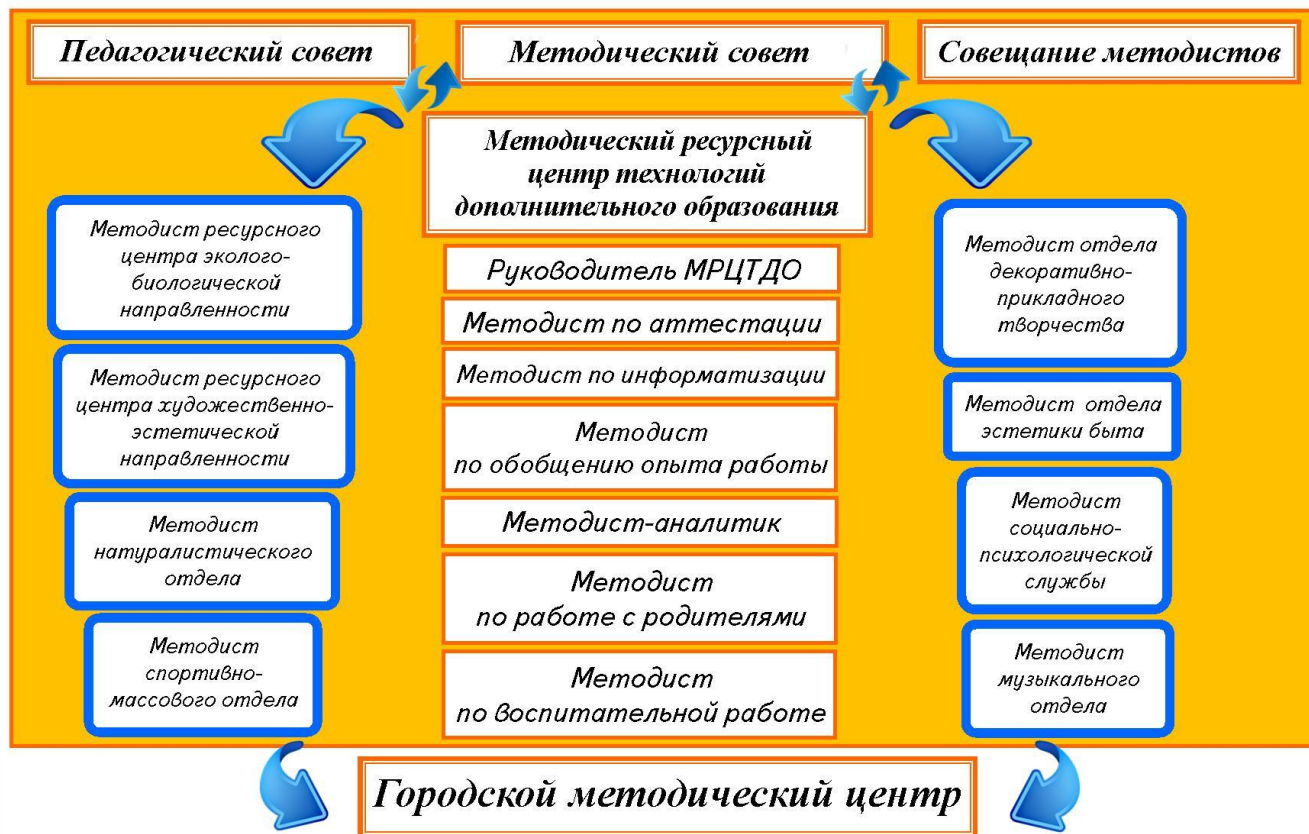 Педагогический совет
Методический совет
Совещание методистов
Методический ресурсный
центр технологий
дополнительного образования
Методист ресурсного
центра эколого-
биологической
направленности
Методист ресурсного
центра художественно-
эстетической
направленности
Методист
натуралистического
отдела
Методист
спортивно-
массового отдела
Руководитель МРЦТДО
Методист по аттестации
Методист по информатизации
Методист
по обобщению опыта работы
Методист-аналитик
Методист
по работе с родителями
Методист
по воспитательной работе
Методист отдела
декоративно-
прикладного
творчества
Методист отдела
эстетики быта
Методист
социально-
психологической
службы
Методист
музыкального
отдела
Городской методический центр